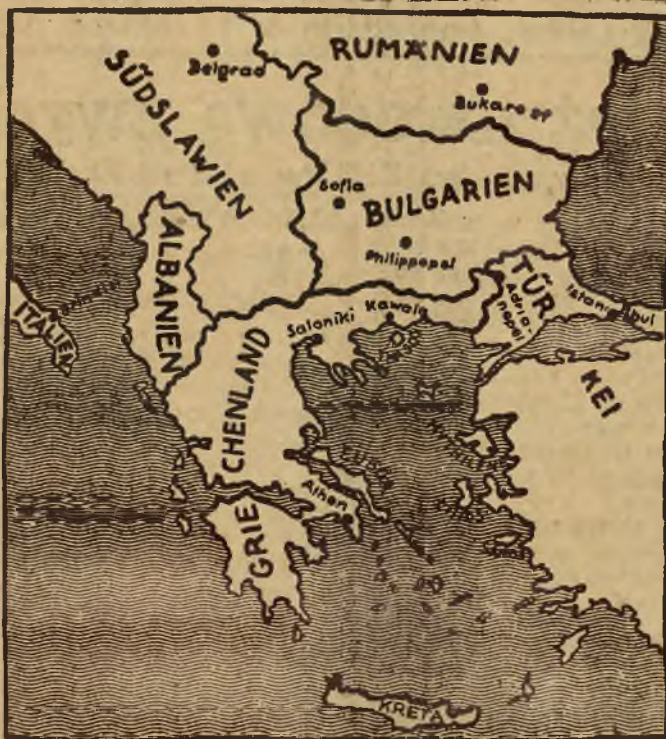 RUMÄNIEN
Belgrad
SÜDSLAWIEN
Bukarest
Sofia
BULGARIEN
Philippopel
ALBANIEN
TÜR
KEI
Adria-
nopel
Istanbul
ITALIEN
Saloniki
Kawala
GRIE
CHENLAND
EUBÖA
Athen
KRETA